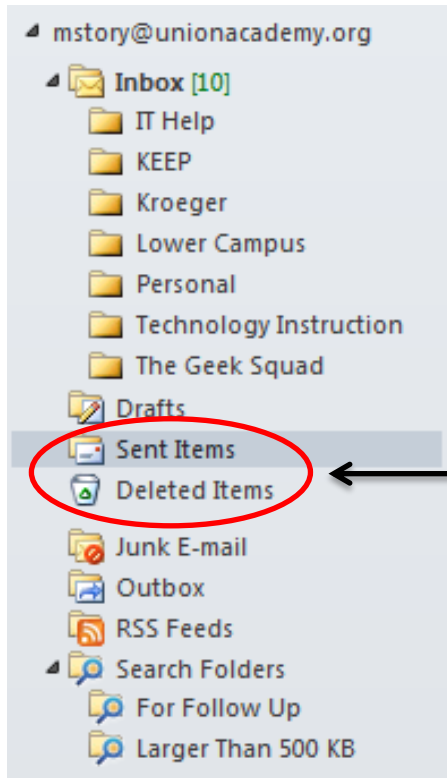 mstory@unionacademy.org
Inbox [10]
IT Help
KEEP
Kroeger
Lower Campus
Personal
Technology Instruction
The Geek Squad
Drafts
Sent Items
Deleted Items
Junk E-mail
Outbox
RSS Feeds
Search Folders
For Follow Up
Larger Than 500 KB